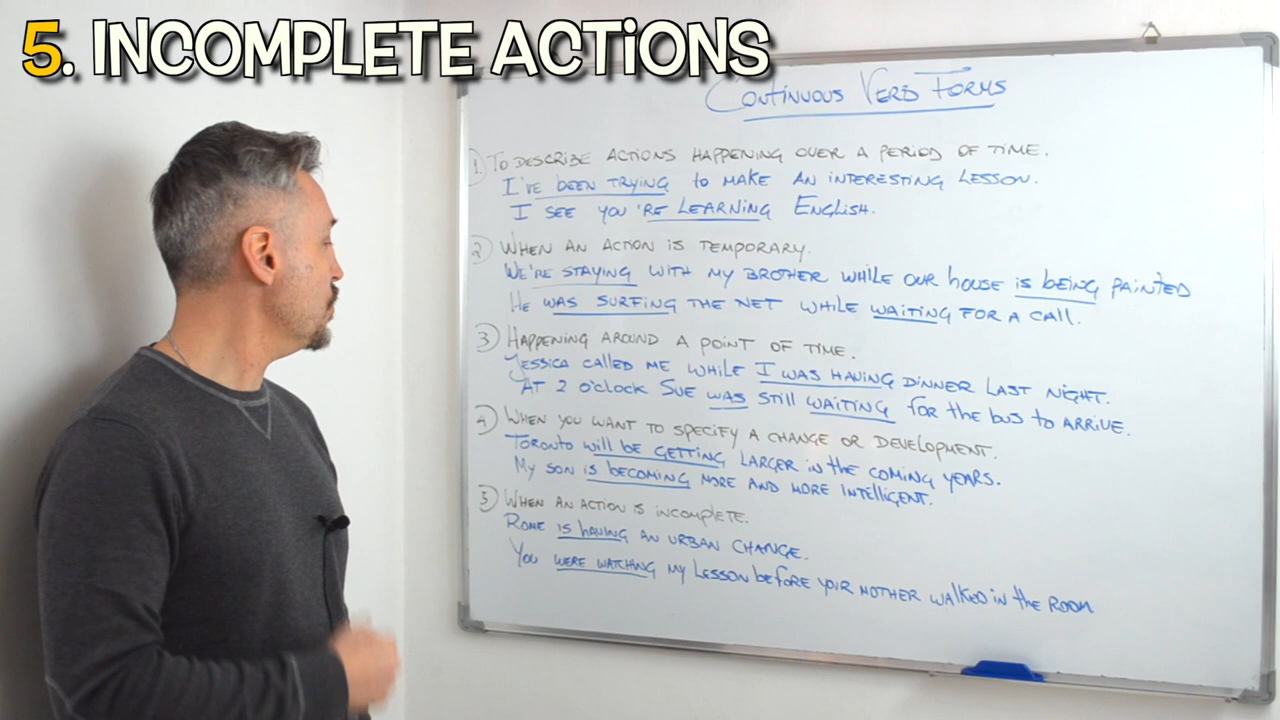 5. INCOMPLETE ACTIONS
CONTINUOUS VERB FORMS
1. TO DESCRIBE ACTIONS HAPPENING OVER A PERIOD OF TIME.
I'VE BEEN TRYING to MAKE AN INTERESTING LESSON.
I SEE YOU'RE LEARNING ENGLISH.
2 WHEN AN ACTION IS TEMPORARY.
WE'RE STAYING WITH MY BROTHER WHILE OUR house IS BEING PAINTED
HE WAS SURFING THE NET WHILE WAITING FOR A CALL.
3 HAPPENING AROUND A POINT OF TIME.
JESSICA CALLED ME WHILE I WAS HAVING DINNER LAST NIGHT.
AT 2 O'CLOCK SUE WAS STILL WAITING for the bus to ARRIVE.
4 WHEN YOU WANT TO SPECIFY A CHANGE OR DEVELOPMENT.
TORONTO will be GETTING LARGER IN the COMING YEARS.
MY SON IS BECOMING MORE AND MORE INTELLIGENT.
5 WHEN AN ACTION IS INCOMPLETE.
ROME IS HAVING AN URBAN CHANGE.
YOU WERE WATCHING MY LESSON before your MOTHER WALKED IN the ROOM